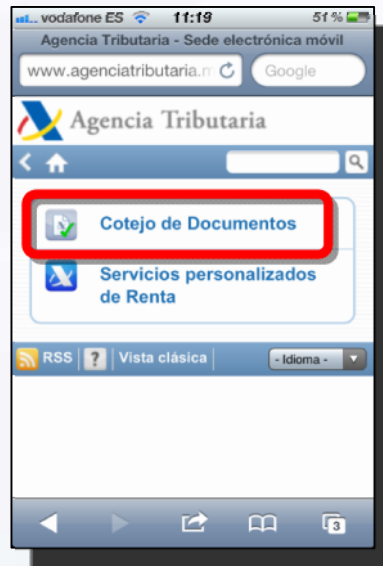 vodafone ES 11:19 51 %
Agencia Tributaria - Sede electrónica móvil
www.agenciatributaria.m Google
Agencia Tributaria
Cotejo de Documentos
Servicios personalizados
de Renta
RSS ? Vista clásica - Idioma -
3